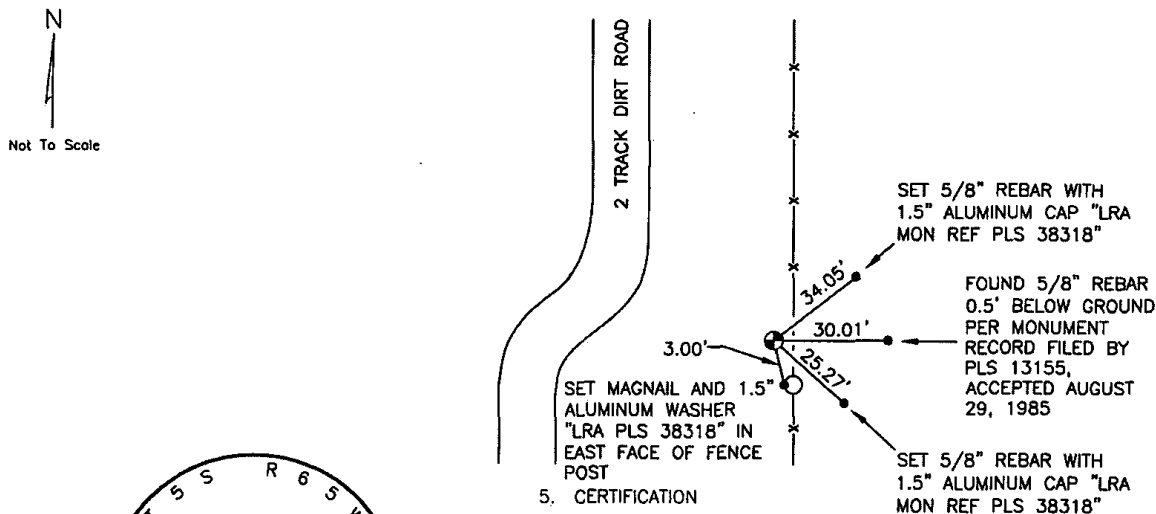 N
Not To Scale
2 TRACK DIRT ROAD
SET 5/8" REBAR WITH
1.5" ALUMINUM CAP "LRA
MON REF PLS 38318"
34.05'
30.01'
25.27'
3.00'
FOUND 5/8" REBAR
0.5' BELOW GROUND
PER MONUMENT
RECORD FILED BY
PLS 13155,
ACCEPTED AUGUST
29, 1985
SET MAGNAIL AND 1.5"
ALUMINUM WASHER
"LRA PLS 38318" IN
EAST FACE OF FENCE
POST
SET 5/8" REBAR WITH
1.5" ALUMINUM CAP "LRA
MON REF PLS 38318"
5. CERTIFICATION
5 S R 6 5